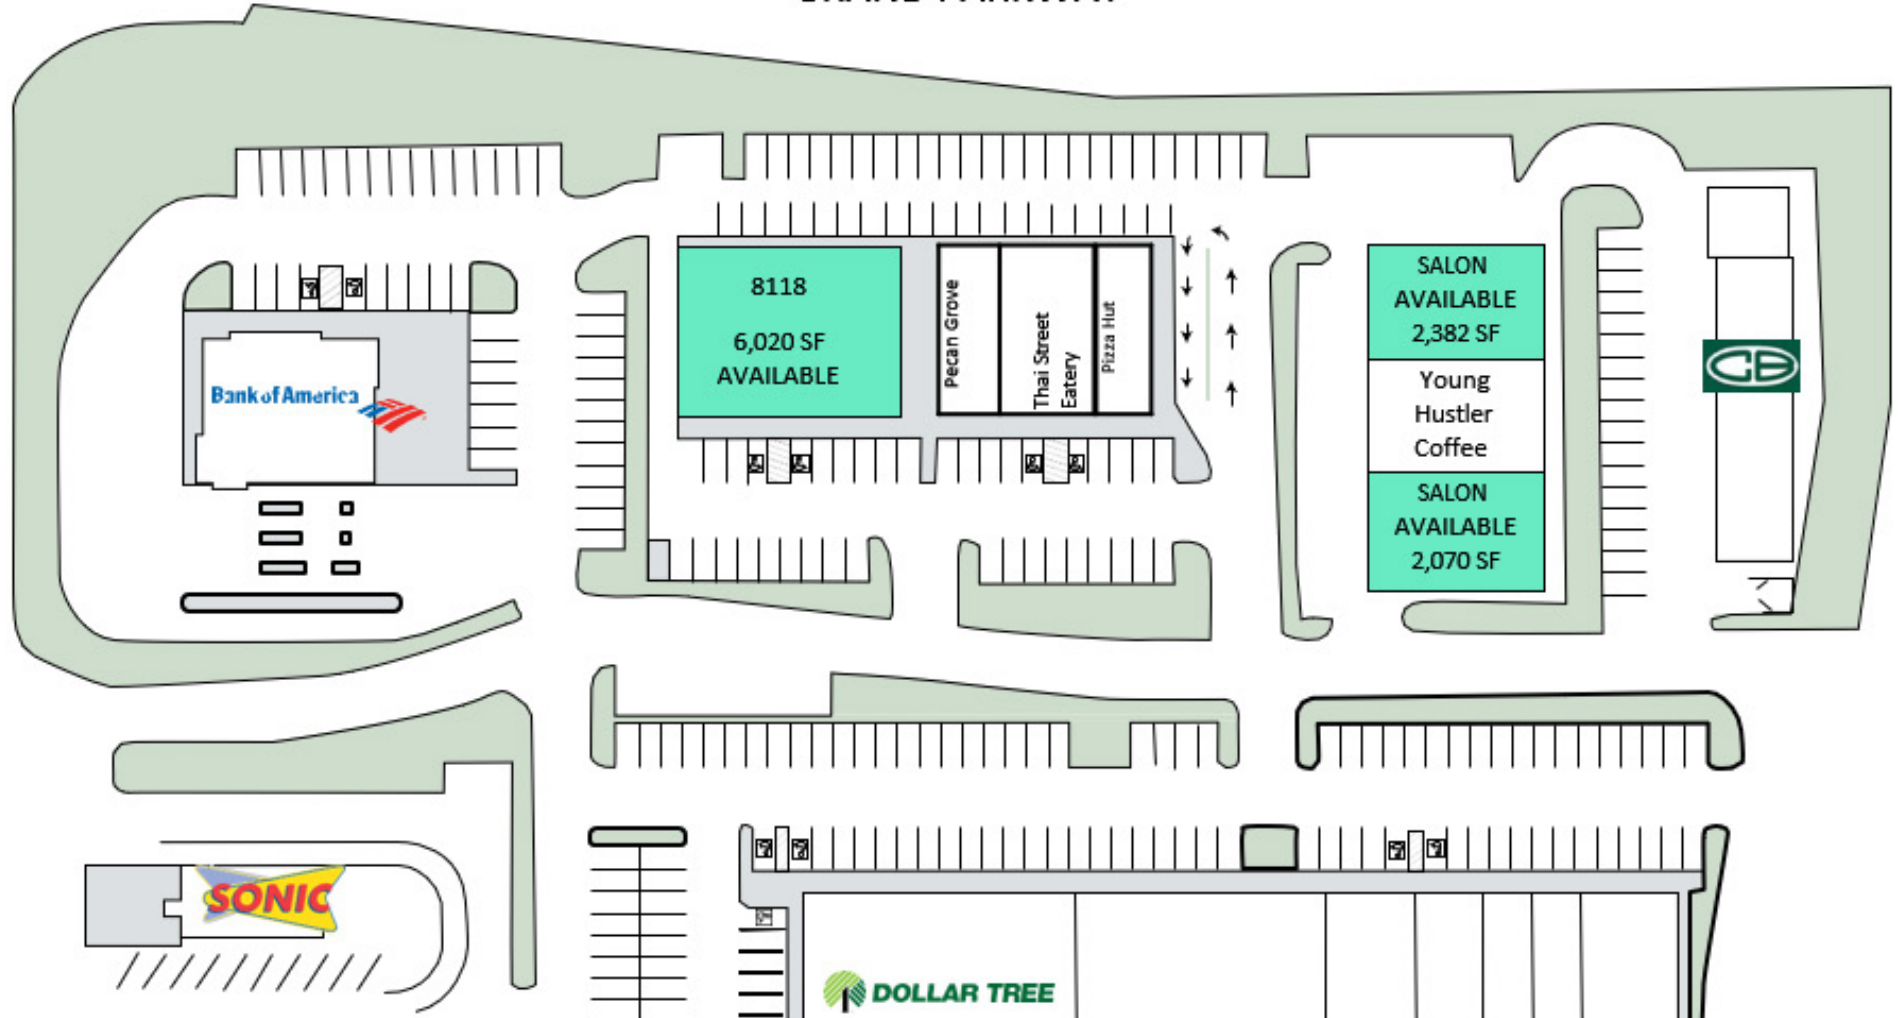 8118
6,020 SF
AVAILABLE
Pecan Grove
Thai Street
Eatery
Pizza Hut
SALON
AVAILABLE
2,382 SF
Young
Hustler
Coffee
SALON
AVAILABLE
2,070 SF
CB
Bank of America
SONIC
DOLLAR TREE